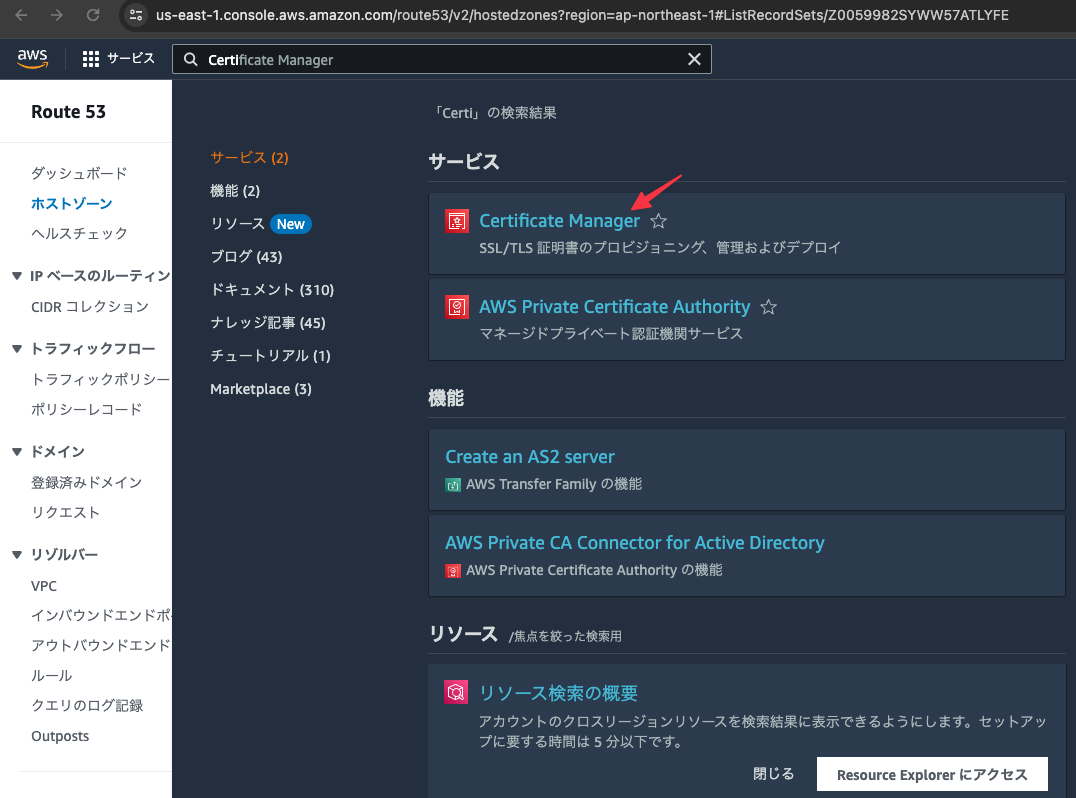 us-east-1.console.aws.amazon.com/route53/v2/hostedzones?region=ap-northeast-1#ListRecordSets/Z0059982SYWW57ATLYFE
aws
サービス
Certificate Manager
Route 53
ダッシュボード
ホストゾーン
ヘルスチェック
IP ベースのルーティン
CIDR コレクション
トラフィックフロー
トラフィックポリシー
ポリシーレコード
ドメイン
登録済みドメイン
リクエスト
リゾルバー
VPC
インバウンドエンドポ
アウトバウンドエンド
ルール
クエリのログ記録
Outposts
サービス (2)
機能 (2)
リソース New
ブログ (43)
ドキュメント (310)
ナレッジ記事 (45)
チュートリアル (1)
Marketplace (3)
「Certi」の検索結果
サービス
Certificate Manager
SSL/TLS 証明書のプロビジョニング、管理およびデプロイ
AWS Private Certificate Authority
マネージドプライベート認証機関サービス
機能
Create an AS2 server
AWS Transfer Family の機能
AWS Private CA Connector for Active Directory
AWS Private Certificate Authority の機能
リソース /焦点を絞った検索用
リソース検索の概要
アカウントのクロスリージョンリソースを検索結果に表示できるようにします。セットアッ
プに要する時間は 5 分以下です。
閉じる
Resource Explorer にアクセス